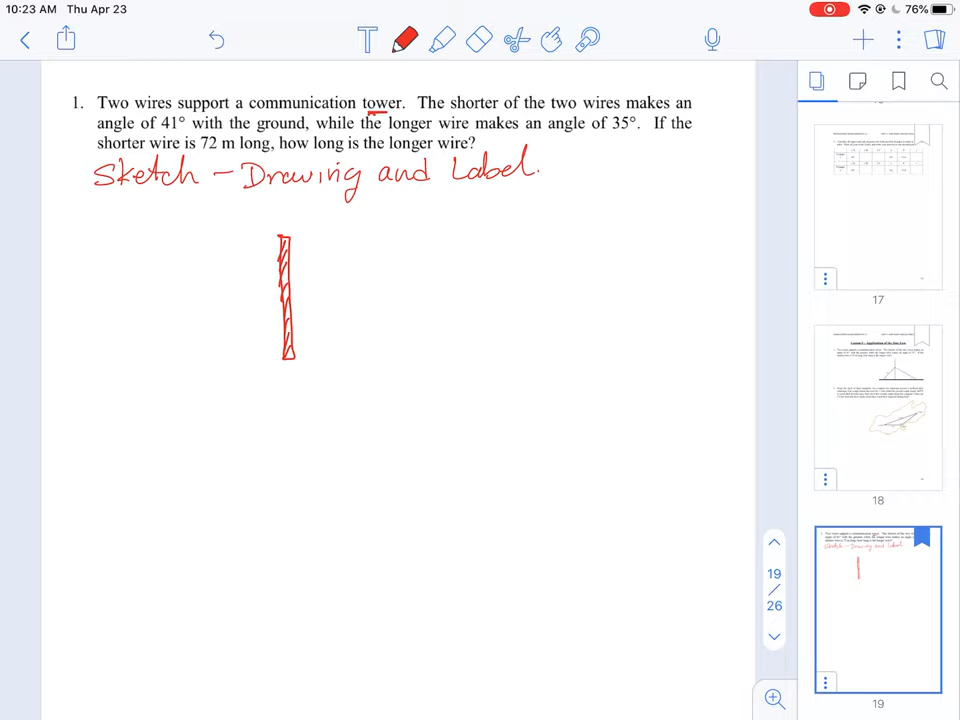 10:23 AM Thu Apr 23
76%
T
1. Two wires support a communication tower. The shorter of the two wires makes an
angle of 41° with the ground, while the longer wire makes an angle of 35°. If the
shorter wire is 72 m long, how long is the longer wire?
Sketch – Drawing and Label.
17
18
19
19
/
26